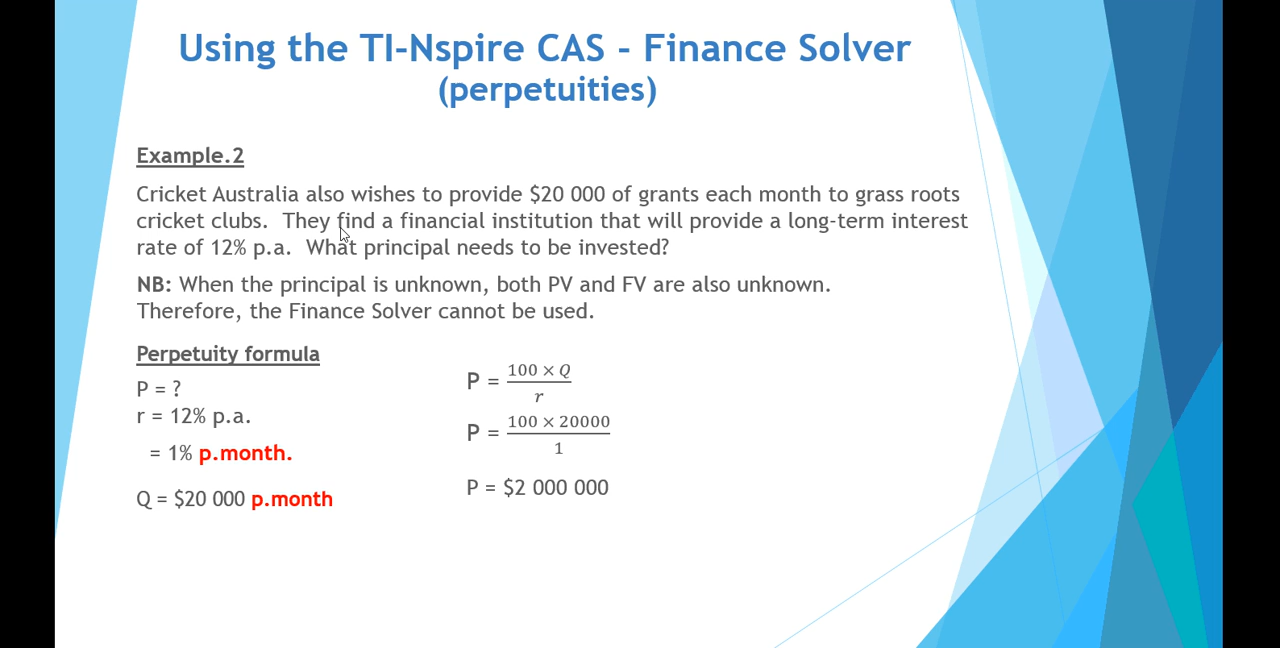 Using the TI-Nspire CAS - Finance Solver
(perpetuities)
Example.2
Cricket Australia also wishes to provide $20 000 of grants each month to grass roots
cricket clubs.  They find a financial institution that will provide a long-term interest
rate of 12% p.a.  What principal needs to be invested?
NB: When the principal is unknown, both PV and FV are also unknown.
Therefore, the Finance Solver cannot be used.
Perpetuity formula
P = ?
r = 12% p.a.
= 1% p.month.
Q = $20 000 p.month
P = 100 × Q / r
P = 100 × 20000 / 1
P = $2 000 000